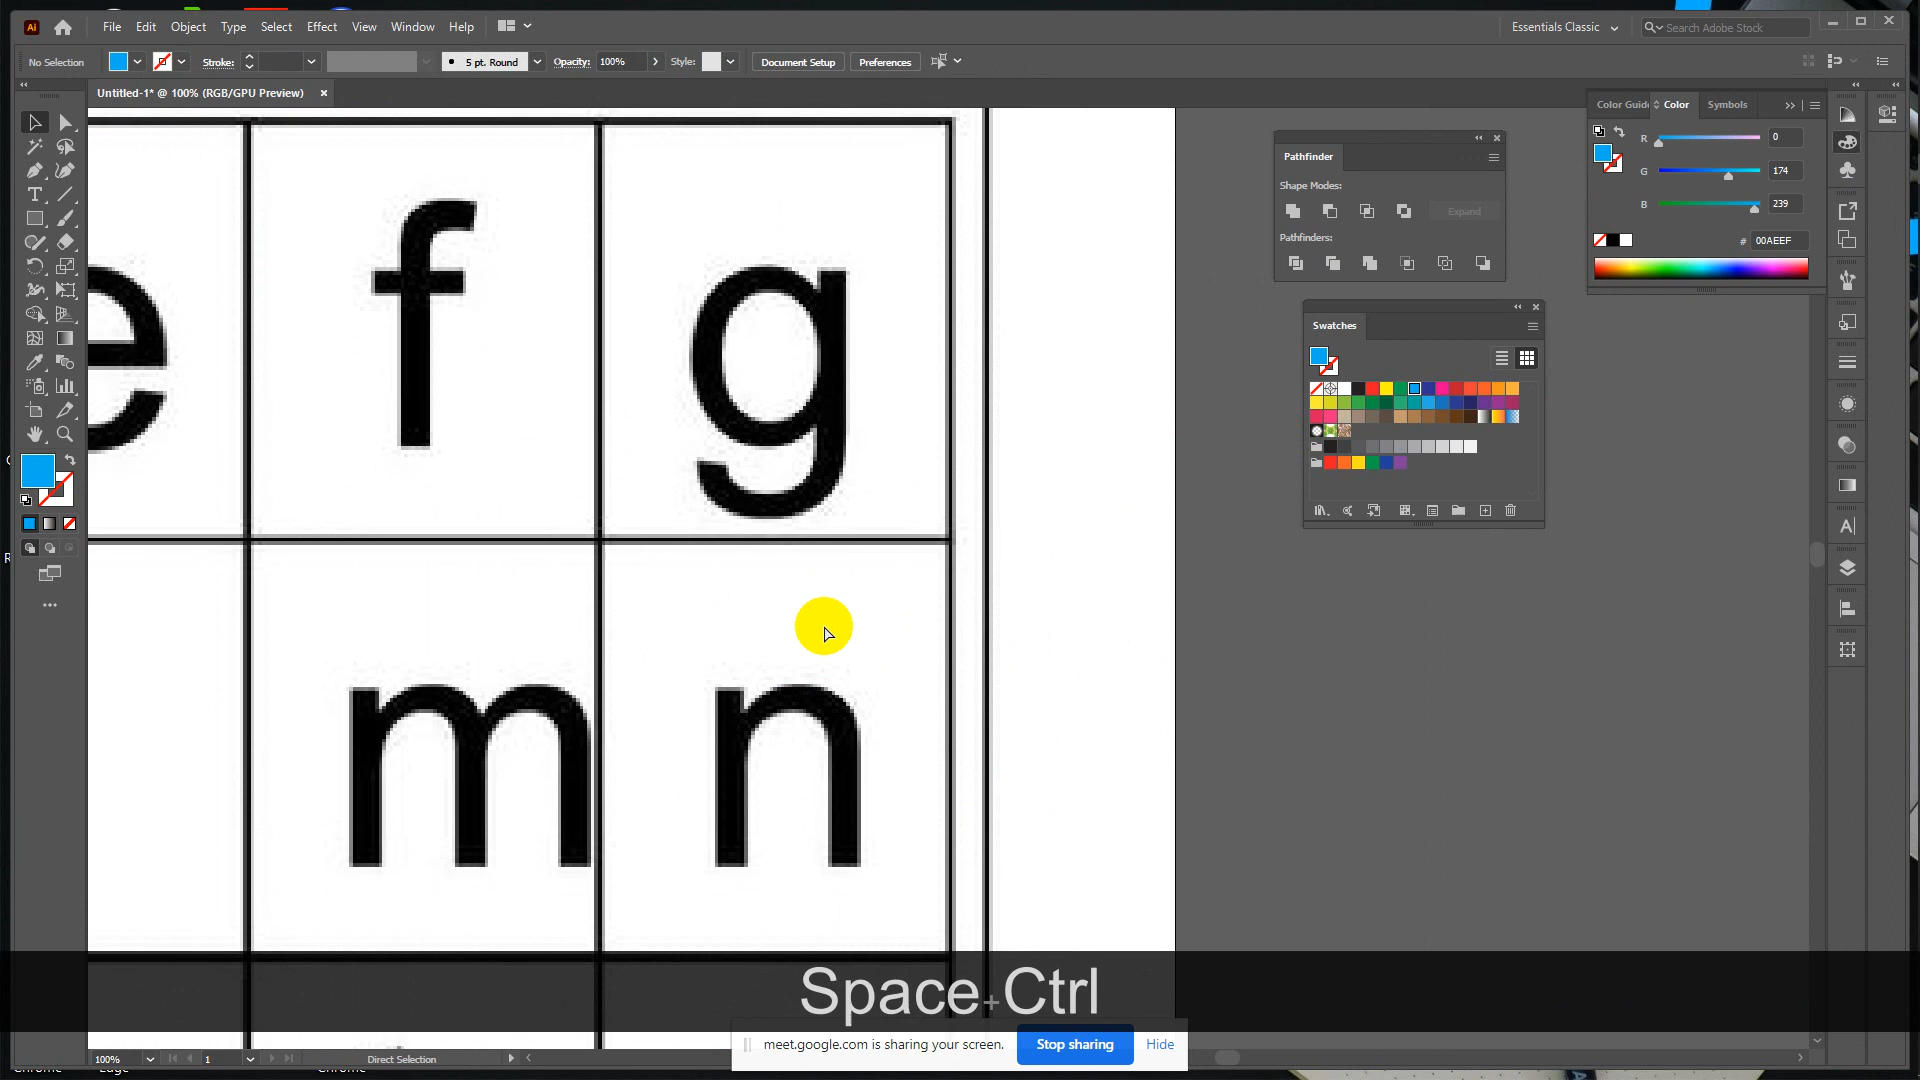 Ai File Edit Object Type Select Effect View Window Help Essentials Classic Search Adobe Stock
No Selection Stroke: 5 pt. Round Opacity: 100% Style: Document Setup Preferences
Untitled-1* @ 100% (RGB/GPU Preview)
Color Guide Color Symbols
R 0
G 174
B 239
# 00AEEF
Pathfinder
Shape Modes:
Expand
Pathfinders:
Swatches
e f g
m n
Space+Ctrl
meet.google.com is sharing your screen. Stop sharing Hide
100% 1 Direct Selection
Chrome Edge Chrome